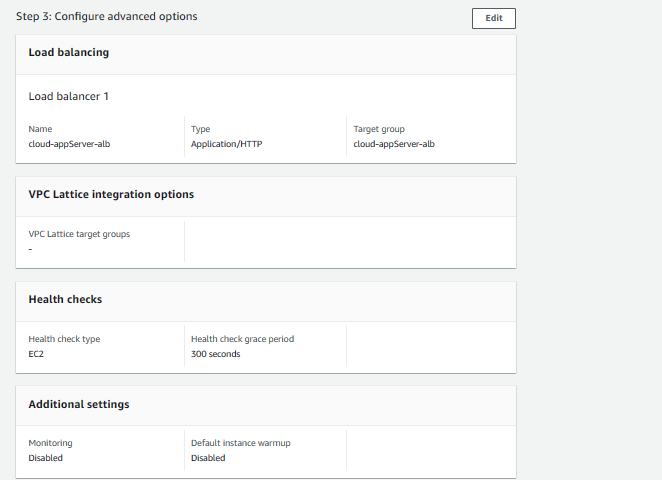 Step 3: Configure advanced options
Edit
Load balancing
Load balancer 1
Name Type Target group
cloud-appServer-alb Application/HTTP cloud-appServer-alb
VPC Lattice integration options
VPC Lattice target groups
-
Health checks
Health check type Health check grace period
EC2 300 seconds
Additional settings
Monitoring Default instance warmup
Disabled Disabled